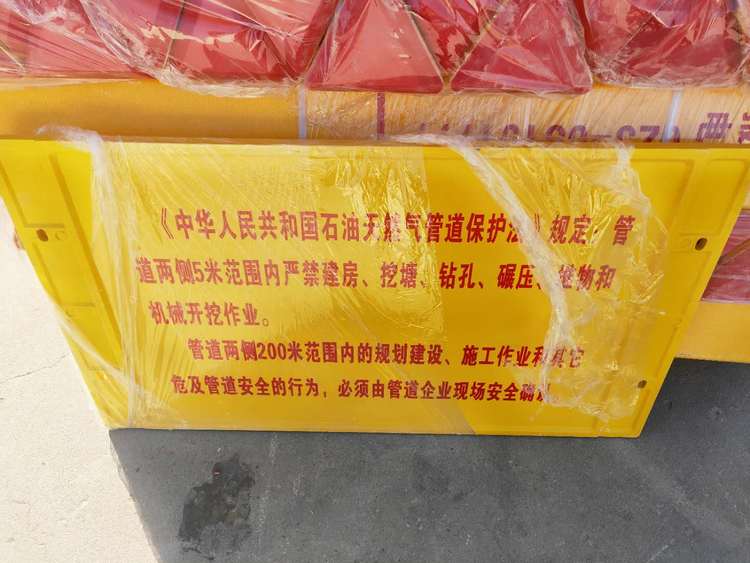 《中华人民共和国石油天然气管道保护法》规定：管
道两侧5米范围内严禁建房、挖塘、钻孔、碾压、 物和
机械开挖作业。
管道两侧200米范围内的规划建设、施工作业和其它
危及管道安全的行为，必须由管道企业现场安全确